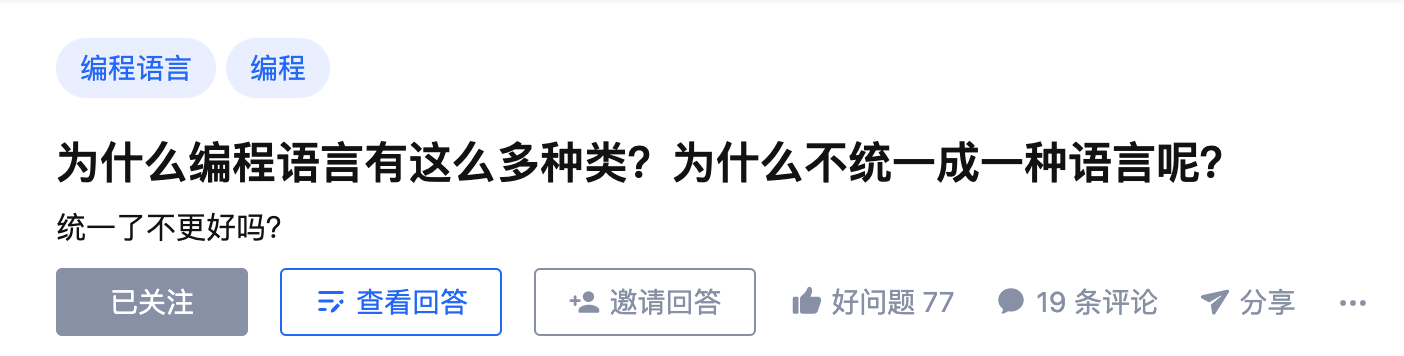 编程语言 编程
为什么编程语言有这么多种类？为什么不统一成一种语言呢？
统一了不更好吗?
已关注 查看回答 邀请回答 好问题 77 19 条评论 分享